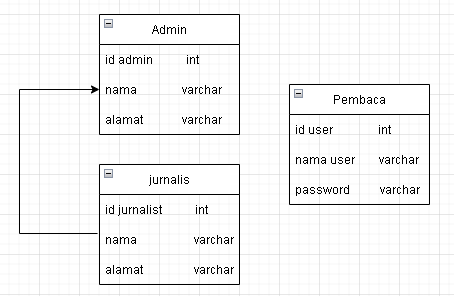 Admin
id admin int
nama varchar
alamat varchar
jurnalis
id jurnalist int
nama varchar
alamat varchar
Pembaca
id user int
nama user varchar
password varchar